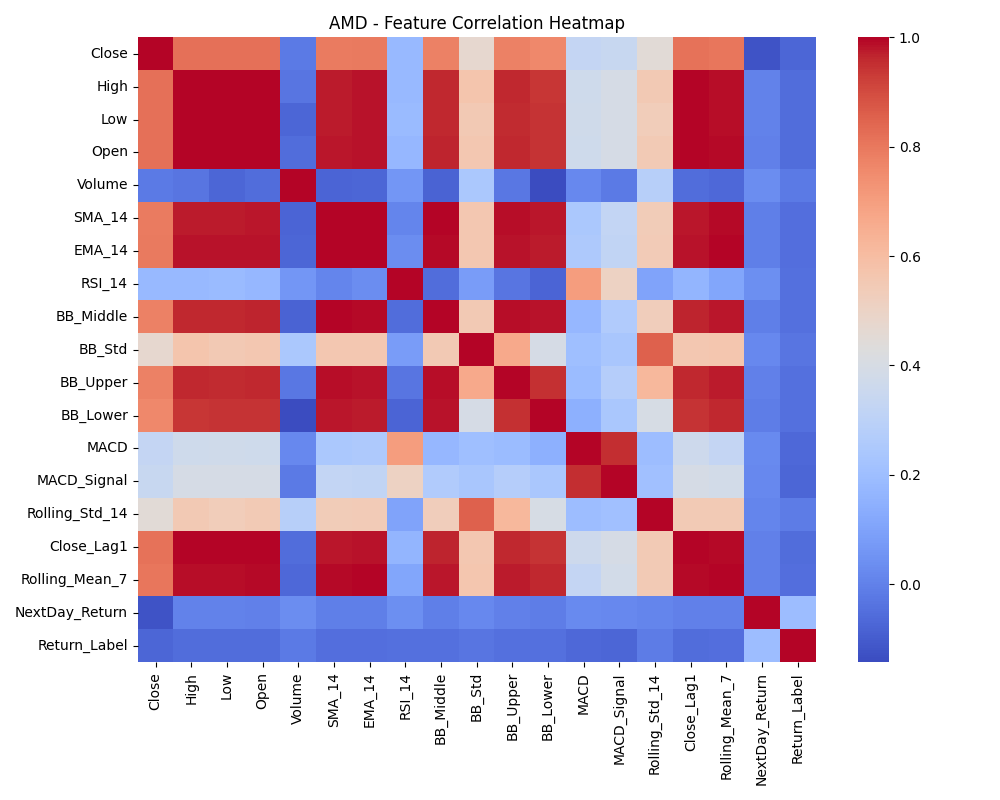 AMD - Feature Correlation Heatmap
Close
High
Low
Open
Volume
SMA_14
EMA_14
RSI_14
BB_Middle
BB_Std
BB_Upper
BB_Lower
MACD
MACD_Signal
Rolling_Std_14
Close_Lag1
Rolling_Mean_7
NextDay_Return
Return_Label
Close
High
Low
Open
Volume
SMA_14
EMA_14
RSI_14
BB_Middle
BB_Std
BB_Upper
BB_Lower
MACD
MACD_Signal
Rolling_Std_14
Close_Lag1
Rolling_Mean_7
NextDay_Return
Return_Label
1.0
0.8
0.6
0.4
0.2
0.0